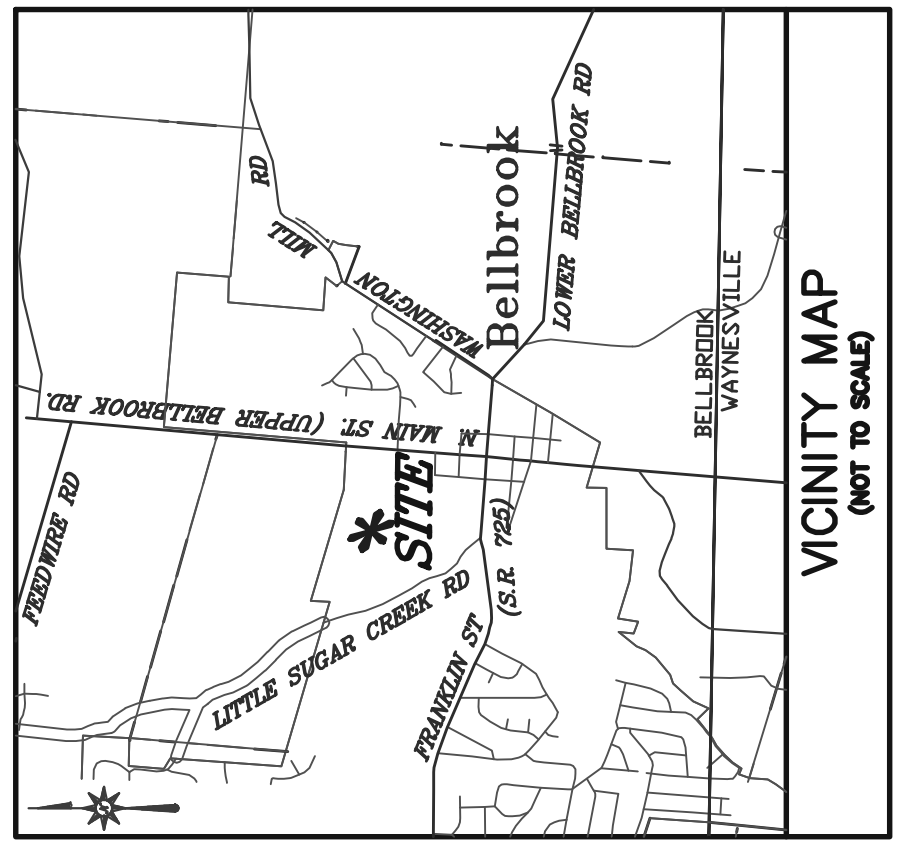 RD
MILL
WASHINGTON
Bellbrook
LOWER BELLBROOK RD
BELLBROOK
WAYNESVILLE
N. MAIN ST. (UPPER BELLBROOK RD.
FEEDWIRE RD
SITE
(S.R. 725)
LITTLE SUGAR CREEK RD
FRANKLIN ST
VICINITY MAP
(NOT TO SCALE)